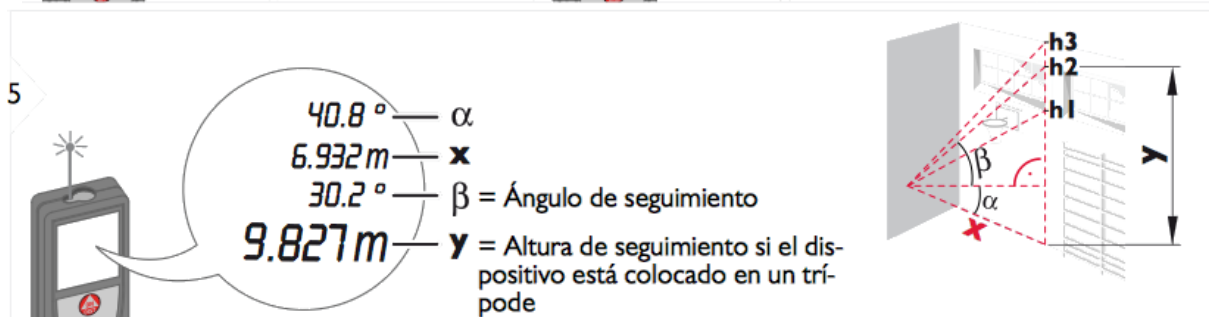 5
40.8 ° α
6.932 m x
30.2 ° β = Ángulo de seguimiento
9.827 m y = Altura de seguimiento si el dis-
positivo está colocado en un trí-
pode
h3
h2
h1
β
α
x
y